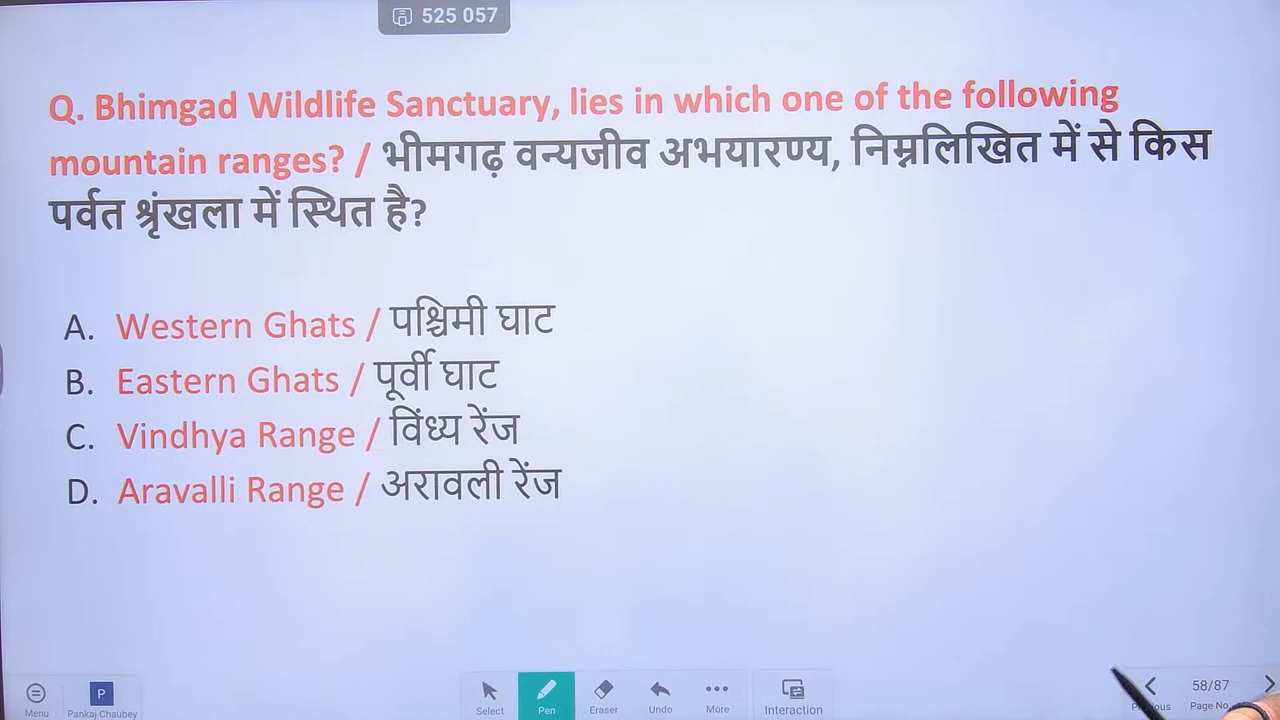 525 057
Q. Bhimgad Wildlife Sanctuary, lies in which one of the following
mountain ranges? / भीमगढ़ वन्यजीव अभयारण्य, निम्नलिखित में से किस
पर्वत श्रृंखला में स्थित है?
A. Western Ghats / पश्चिमी घाट
B. Eastern Ghats / पूर्वी घाट
C. Vindhya Range / विंध्य रेंज
D. Aravalli Range / अरावली रेंज
Menu
P
Pankaj Chaubey
Select
Pen
Eraser
Undo
More
Interaction
58/87
Page No.